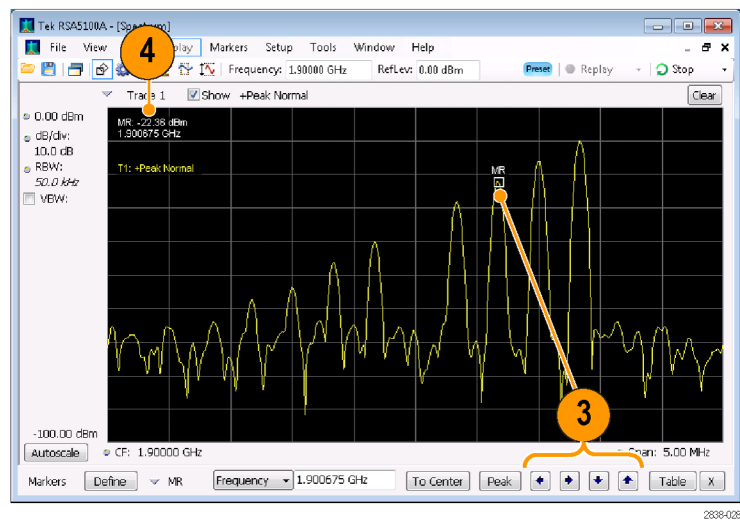 Tek RSA5100A - [Spectrum]
File View play Markers Setup Tools Window Help
Frequency: 1.90000 GHz RefLev: 0.00 dBm Preset Replay Stop
4
Trace 1 Show +Peak Normal Clear
0.00 dBm
dB/div:
10.0 dB
RBW:
50.0 kHz
VBW:
MR: -22.36 dBm
1.900675 GHz
T1: +Peak Normal
MR
3
-100.00 dBm
Autoscale CF: 1.90000 GHz Span: 5.00 MHz
Markers Define MR Frequency 1.900675 GHz To Center Peak Table X
2838-028